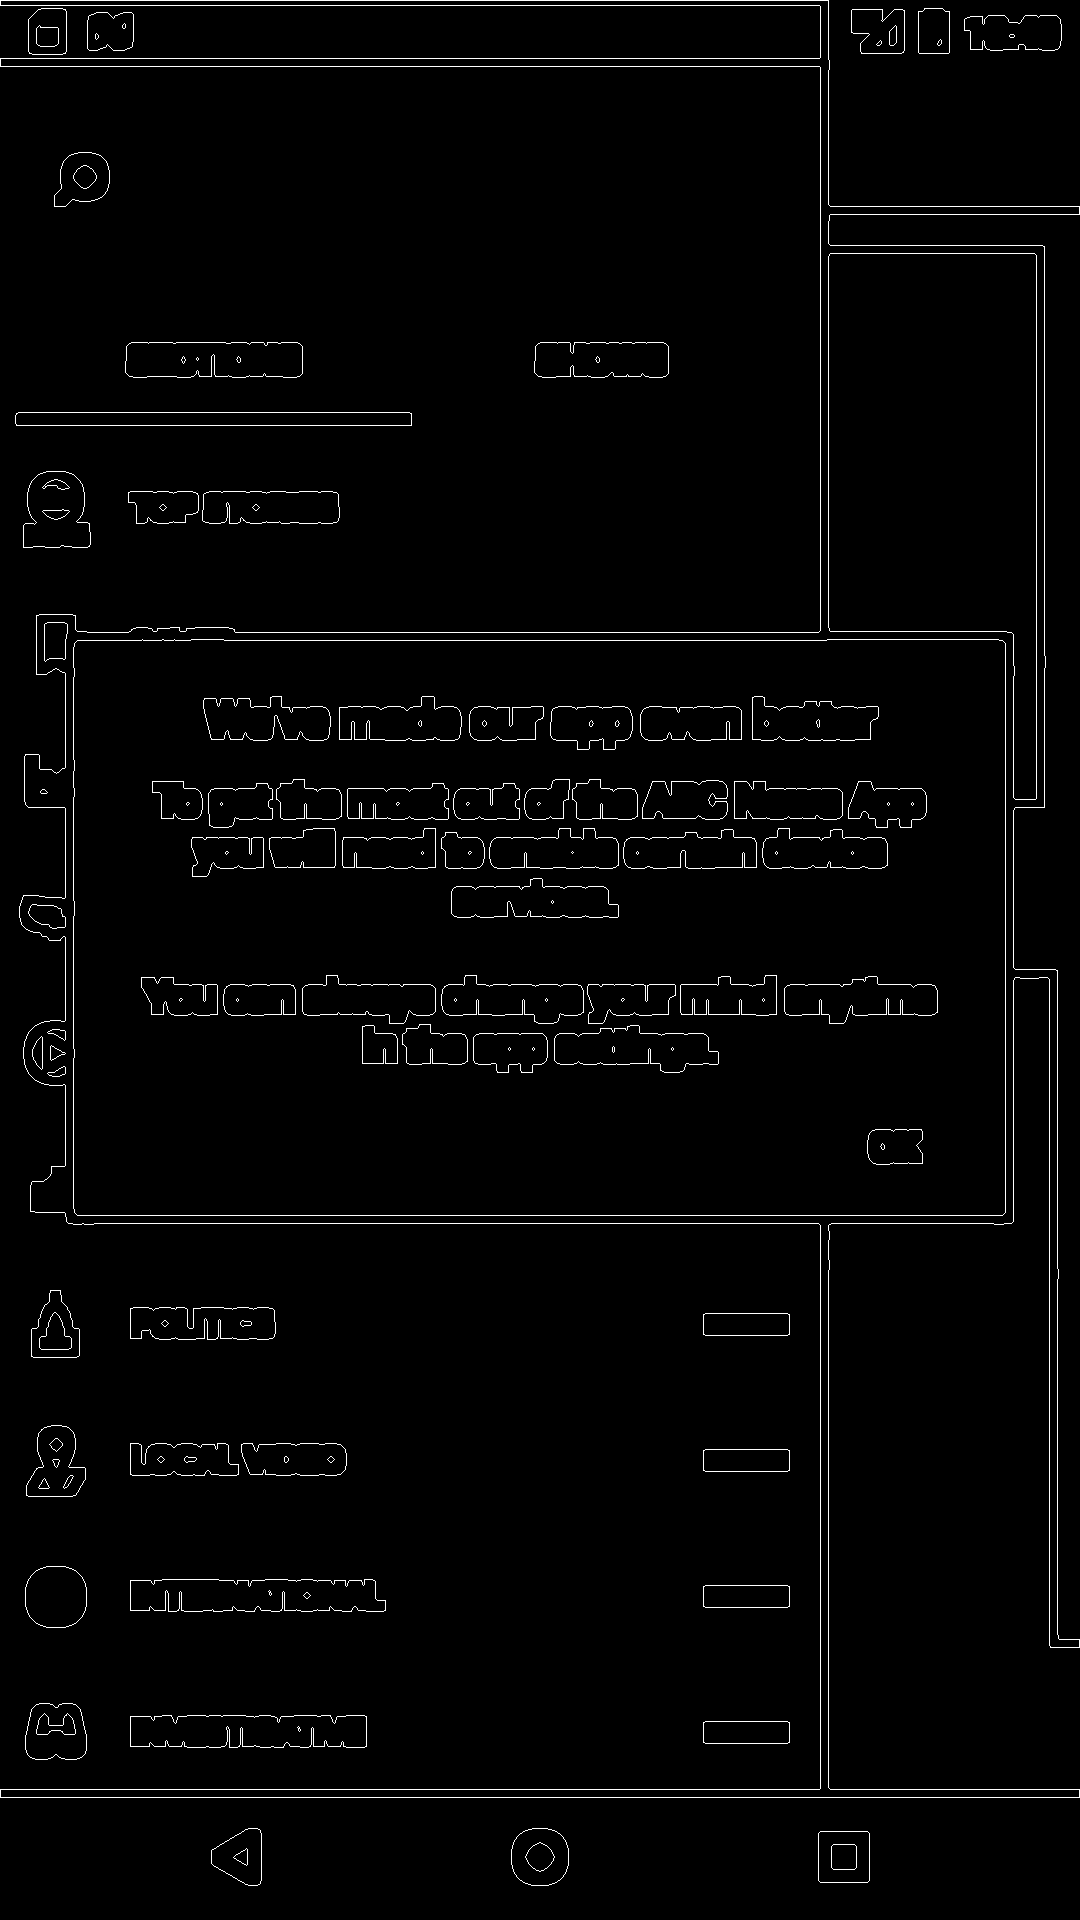 SECTIONS
SHOWS
TOP STORIES
We've made our app even better
To get the most out of the ABC News App
you will need to enable certain device
services.
You can always change your mind anytime
in the app settings.
OK
POLITICS
LOCAL VIDEO
INTERNATIONAL
INVESTIGATIVE